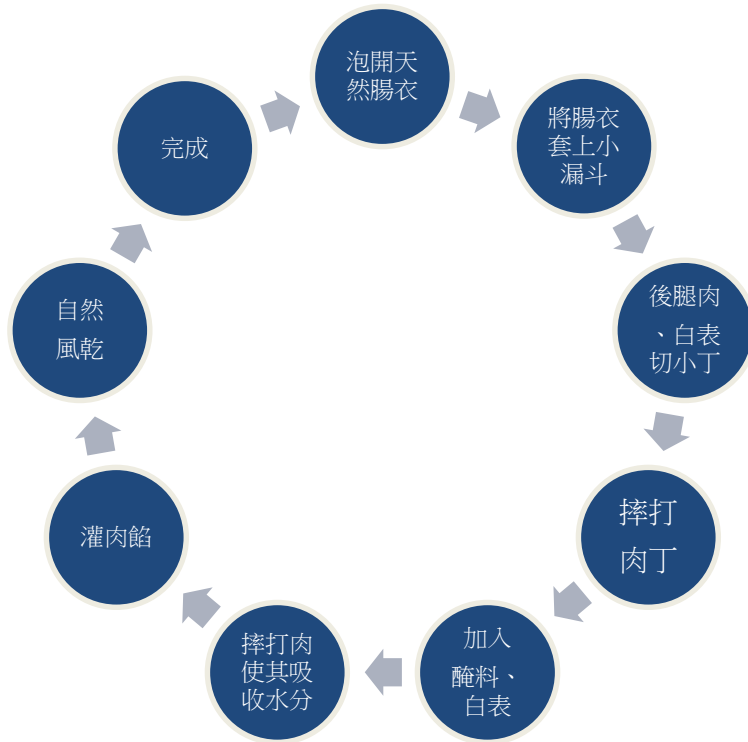 泡開天
然腸衣
將腸衣
套上小
漏斗
後腿肉
、白表
切小丁
摔打
肉丁
加入
醃料、
白表
摔打肉
使其吸
收水分
灌肉餡
自然
風乾
完成